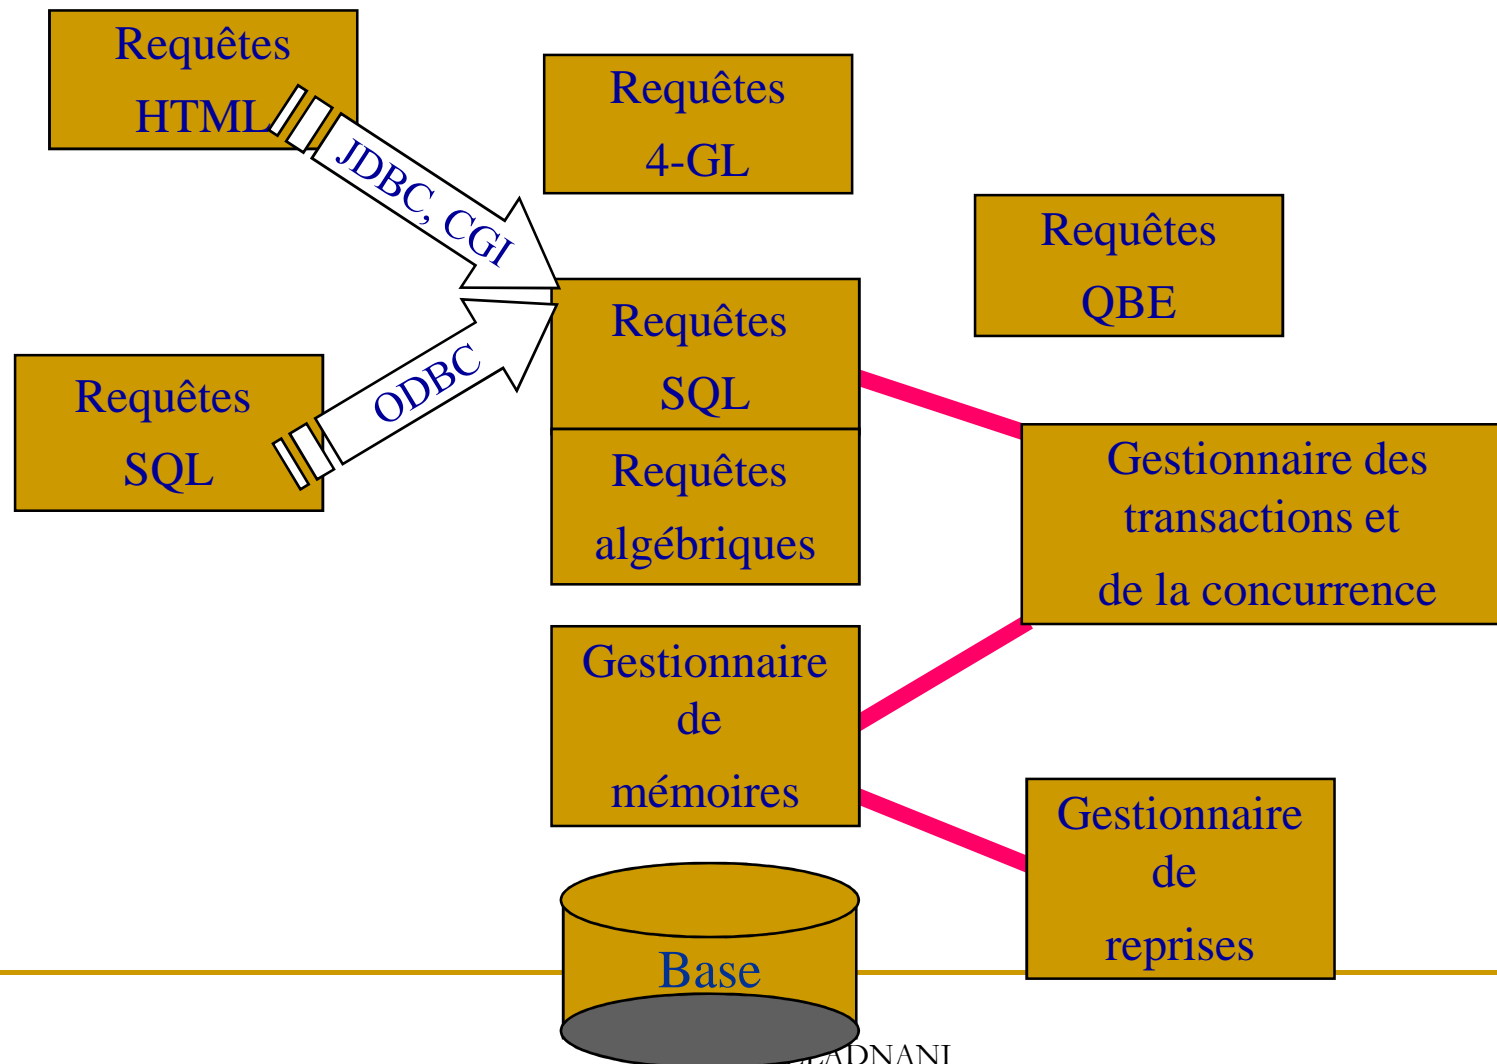 Requêtes
HTML
JDBC, CGI
Requêtes
4-GL
Requêtes
QBE
Requêtes
SQL
ODBC
Requêtes
SQL
Requêtes
algébriques
Gestionnaire des
transactions et
de la concurrence
Gestionnaire
de
mémoires
Gestionnaire
de
reprises
Base